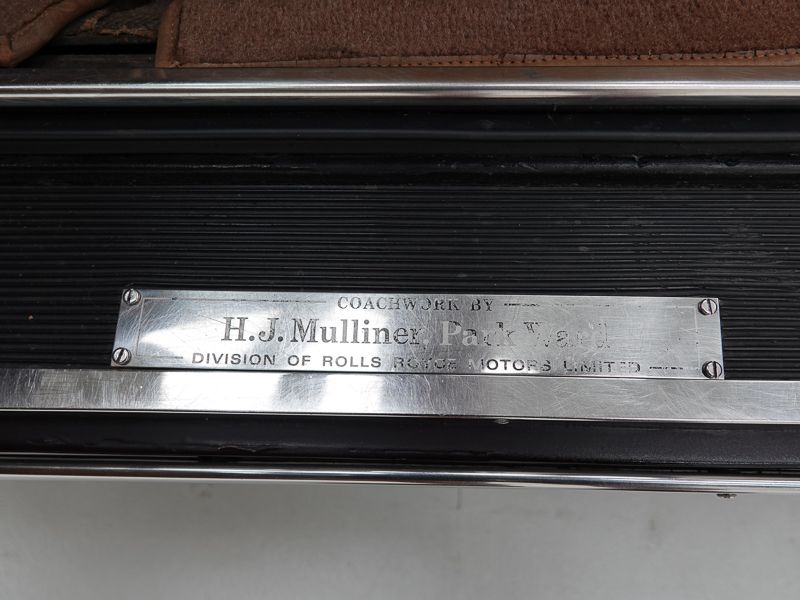 COACHWORK BY
H.J. Mulliner, Park Ward
DIVISION OF ROLLS ROYCE MOTORS LIMITED